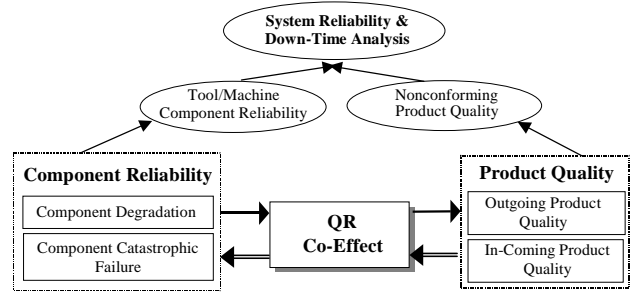 System Reliability &
Down-Time Analysis
Tool/Machine
Component Reliability
Nonconforming
Product Quality
Component Reliability
Component Degradation
Component Catastrophic
Failure
QR
Co-Effect
Product Quality
Outgoing Product
Quality
In-Coming Product
Quality